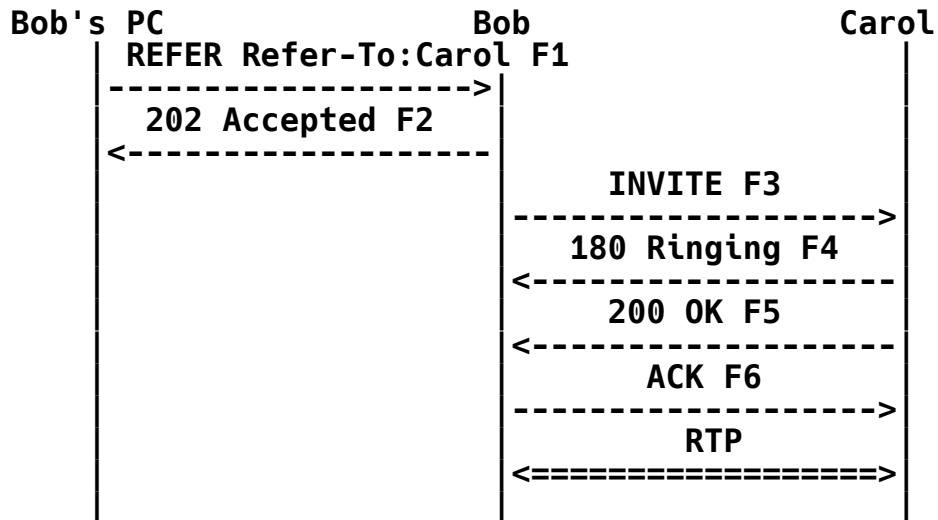 Bob's PC Bob Carol
REFER Refer-To:Carol F1
202 Accepted F2
INVITE F3
180 Ringing F4
200 OK F5
ACK F6
RTP